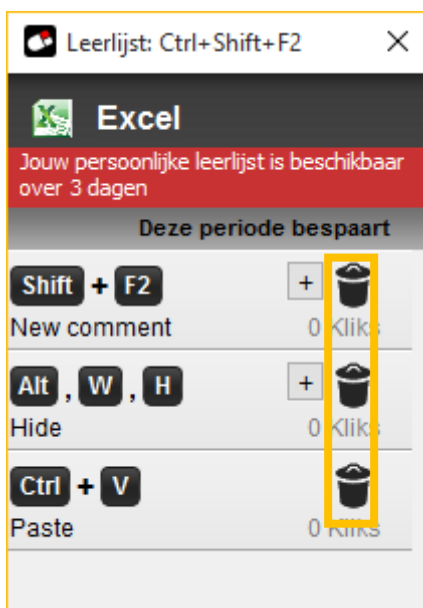 Leerlijst: Ctrl+Shift+F2
Excel
Jouw persoonlijke leerlijst is beschikbaar
over 3 dagen
Deze periode bespaart
Shift + F2 +
New comment 0 Kliks
Alt , W , H +
Hide 0 Kliks
Ctrl + V
Paste 0 Kliks